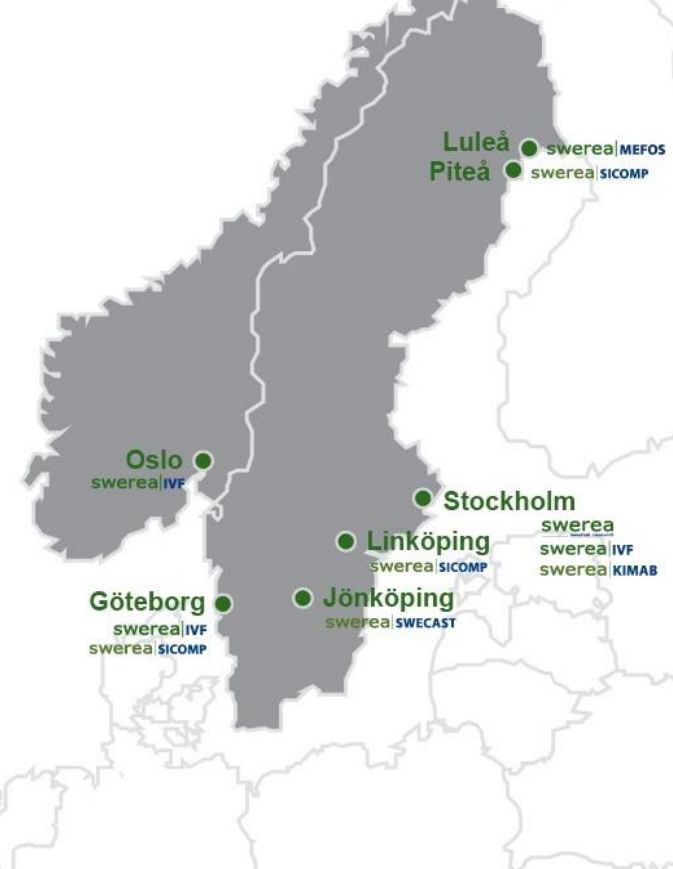 Luleå
swerea|MEFOS
Piteå
swerea|SICOMP
Oslo
swerea|IVF
Stockholm
swerea
swerea|IVF
swerea|KIMAB
Linköping
swerea|SICOMP
Jönköping
swerea|SWECAST
Göteborg
swerea|IVF
swerea|SICOMP